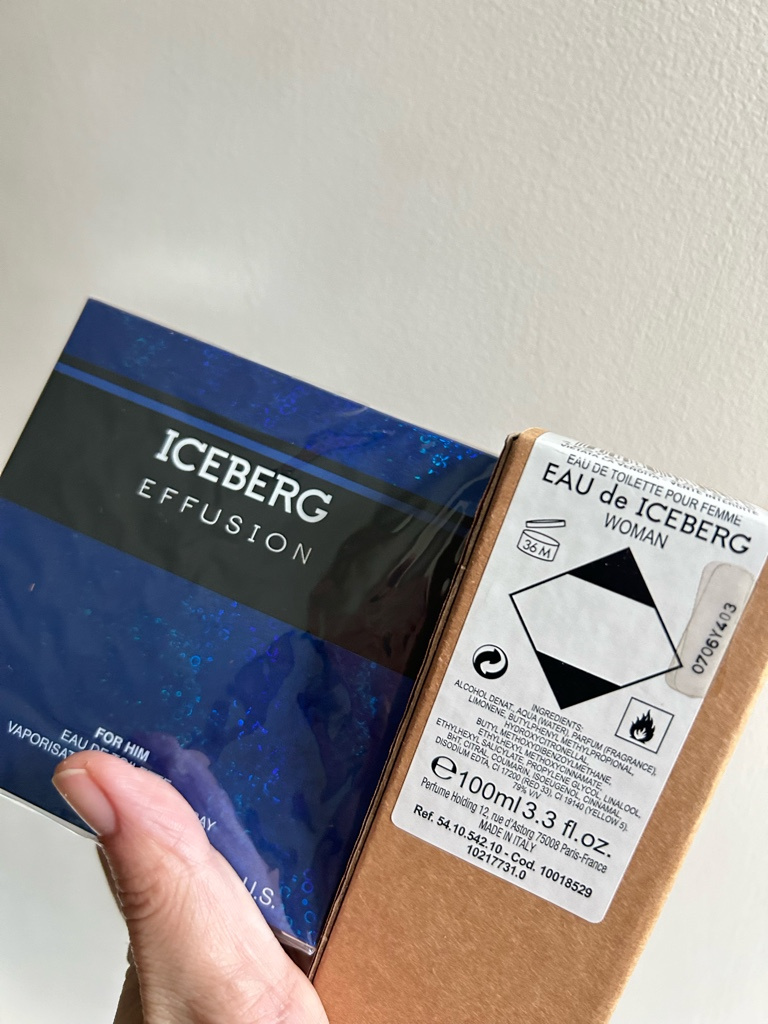 ICEBERG
EFFUSION
FOR HIM
EAU DE
U.S.
EAU DE TOILETTE POUR FEMME
EAU de ICEBERG
WOMAN
36 M
0706Y403
INGREDIENTS:
ALCOHOL DENAT, AQUA (WATER), PARFUM (FRAGRANCE),
LIMONENE, BUTYLPHENYL METHYLPROPIONAL,
HYDROXYCITRONELLAL,
BUTYL METHOXYDIBENZOYLMETHANE,
ETHYLHEXYL METHOXYCINNAMATE,
ETHYLHEXYL SALICYLATE, PROPYLENE GLYCOL, LINALOOL,
BHT, CITRAL, COUMARIN, ISOEUGENOL, CINNAMAL,
DISODIUM EDTA, CI 17200 (RED 33), CI 19140 (YELLOW 5).
79% V/V
e100ml 3.3 fl.oz.
Perfume Holding 12, rue d'Astorg 75008 Paris-France
MADE IN ITALY
Ref. 54.10.542.10 - Cod. 10018529
10217731.0